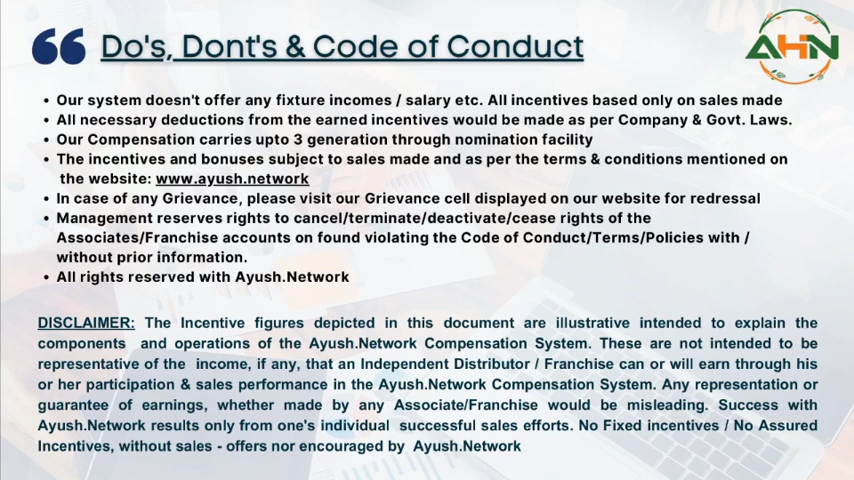 Do's, Dont's & Code of Conduct
AHN
• Our system doesn't offer any fixture incomes / salary etc. All incentives based only on sales made
• All necessary deductions from the earned incentives would be made as per Company & Govt. Laws.
• Our Compensation carries upto 3 generation through nomination facility
• The incentives and bonuses subject to sales made and as per the terms & conditions mentioned on
the website: www.ayush.network
• In case of any Grievance, please visit our Grievance cell displayed on our website for redressal
• Management reserves rights to cancel/terminate/deactivate/cease rights of the
Associates/Franchise accounts on found violating the Code of Conduct/Terms/Policies with /
without prior information.
• All rights reserved with Ayush.Network
DISCLAIMER: The Incentive figures depicted in this document are illustrative intended to explain the
components and operations of the Ayush.Network Compensation System. These are not intended to be
representative of the income, if any, that an Independent Distributor / Franchise can or will earn through his
or her participation & sales performance in the Ayush.Network Compensation System. Any representation or
guarantee of earnings, whether made by any Associate/Franchise would be misleading. Success with
Ayush.Network results only from one's individual successful sales efforts. No Fixed incentives / No Assured
Incentives, without sales - offers nor encouraged by Ayush.Network